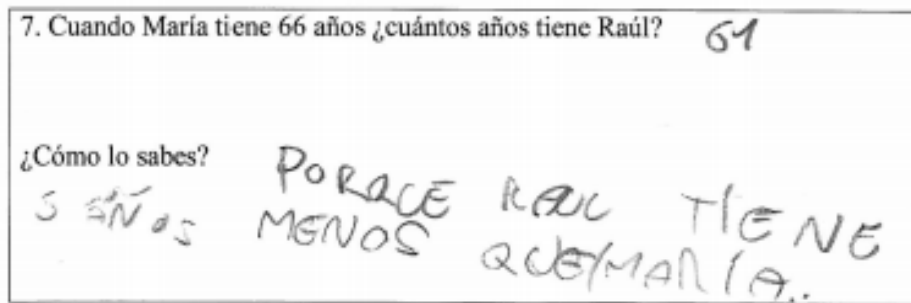 7. Cuando María tiene 66 años ¿cuántos años tiene Raúl? 61
¿Cómo lo sabes?
PORQUE RAUL TIENE
5 AÑOS MENOS QUE MARÍA..